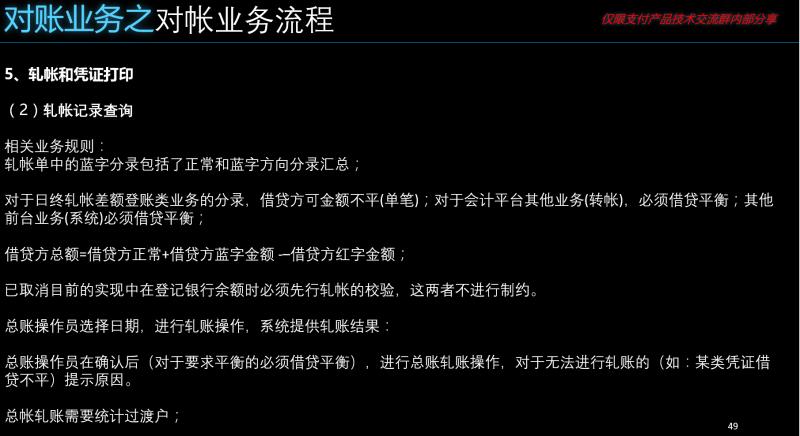 对账业务之对帐业务流程
仅限支付产品技术交流群内部分享
5、轧帐和凭证打印
（2）轧帐记录查询
相关业务规则：
轧帐单中的蓝字分录包括了正常和蓝字方向分录汇总；
对于日终轧帐差额登账类业务的分录，借贷方可金额不平(单笔)；对于会计平台其他业务(转帐)，必须借贷平衡；其他
前台业务(系统)必须借贷平衡；
借贷方总额=借贷方正常+借贷方蓝字金额 —借贷方红字金额；
已取消目前的实现中在登记银行余额时必须先行轧帐的校验，这两者不进行制约。
总账操作员选择日期，进行轧账操作，系统提供轧账结果：
总账操作员在确认后（对于要求平衡的必须借贷平衡），进行总账轧账操作，对于无法进行轧账的（如：某类凭证借
贷不平）提示原因。
总帐轧账需要统计过渡户；
49